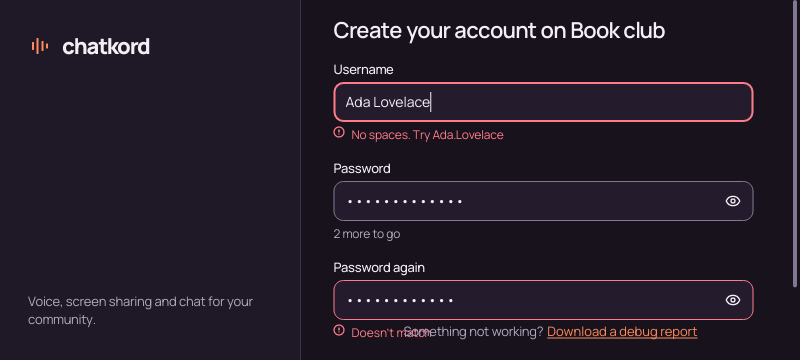 chatkord
Voice, screen sharing and chat for your
community.
Create your account on Book club
Username
Ada Lovelace
No spaces. Try Ada.Lovelace
Password
•••••••••••••
2 more to go
Password again
••••••••••••
Doesn't match
Something not working? Download a debug report